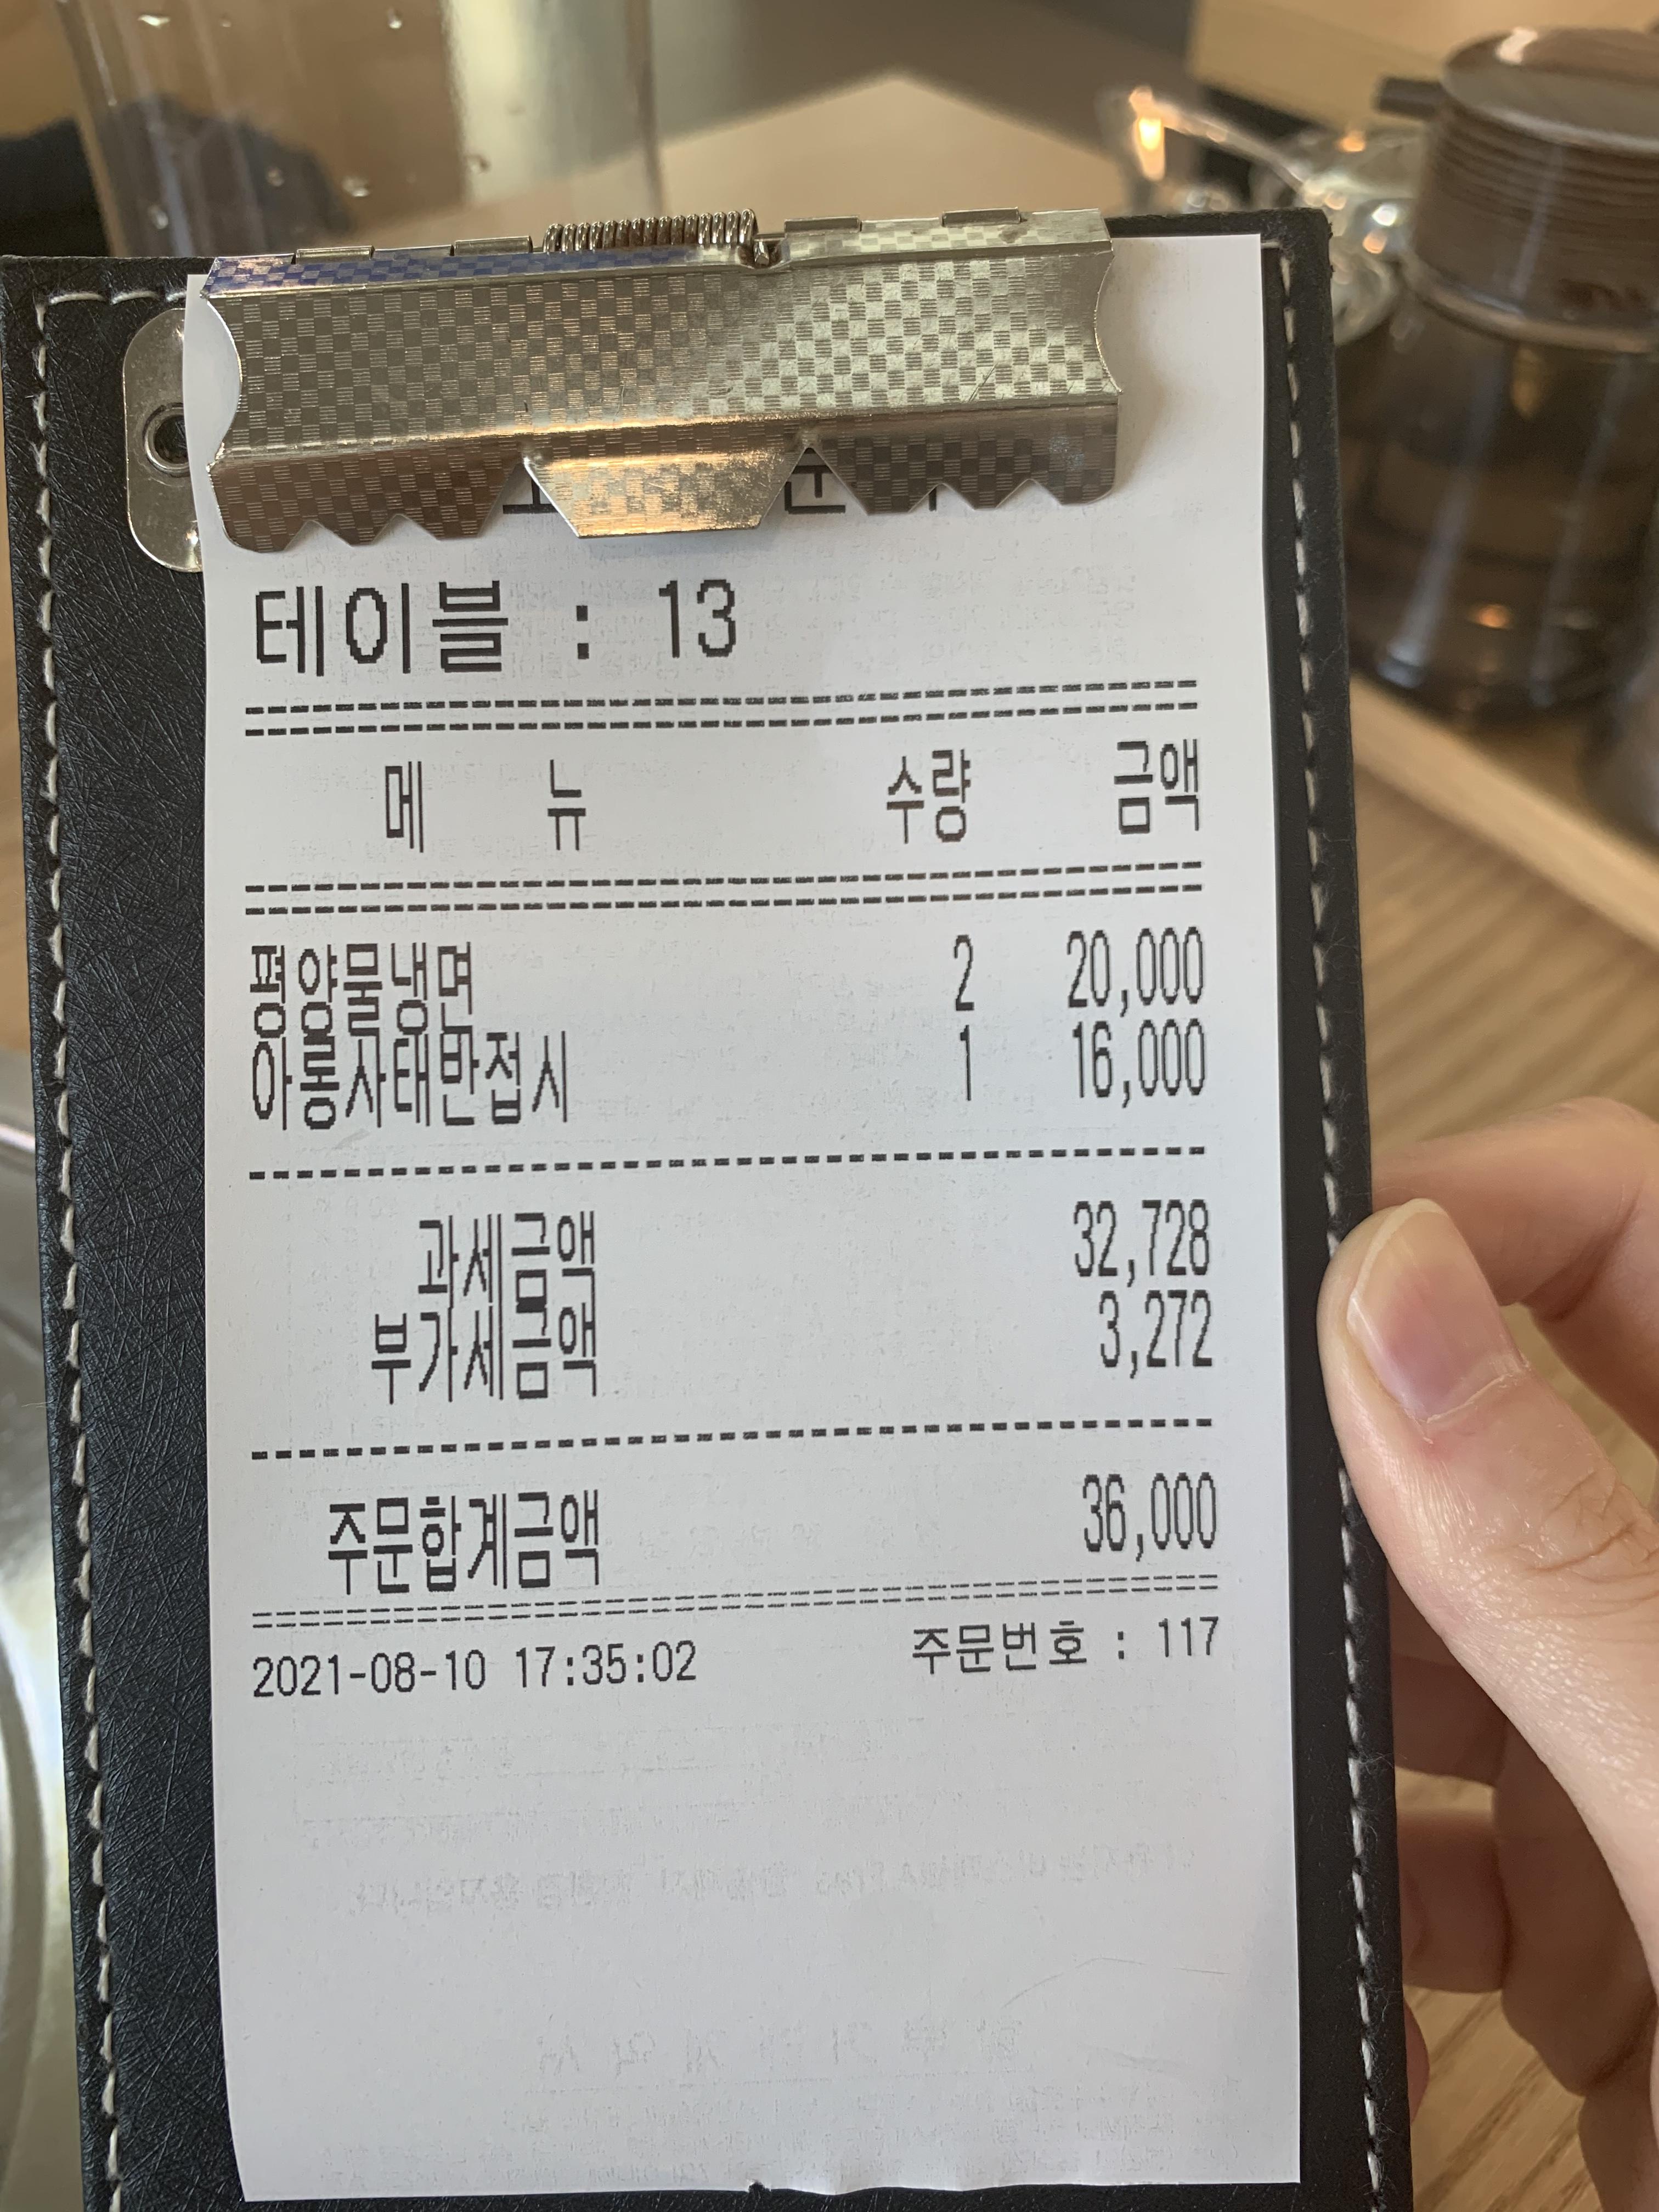 테이블 : 13
메 뉴 수량 금액
평양물냉면 2 20,000
아롱사태반접시 1 16,000
과세금액 32,728
부가세금액 3,272
주문합계금액 36,000
2021-08-10 17:35:02 주문번호 : 117